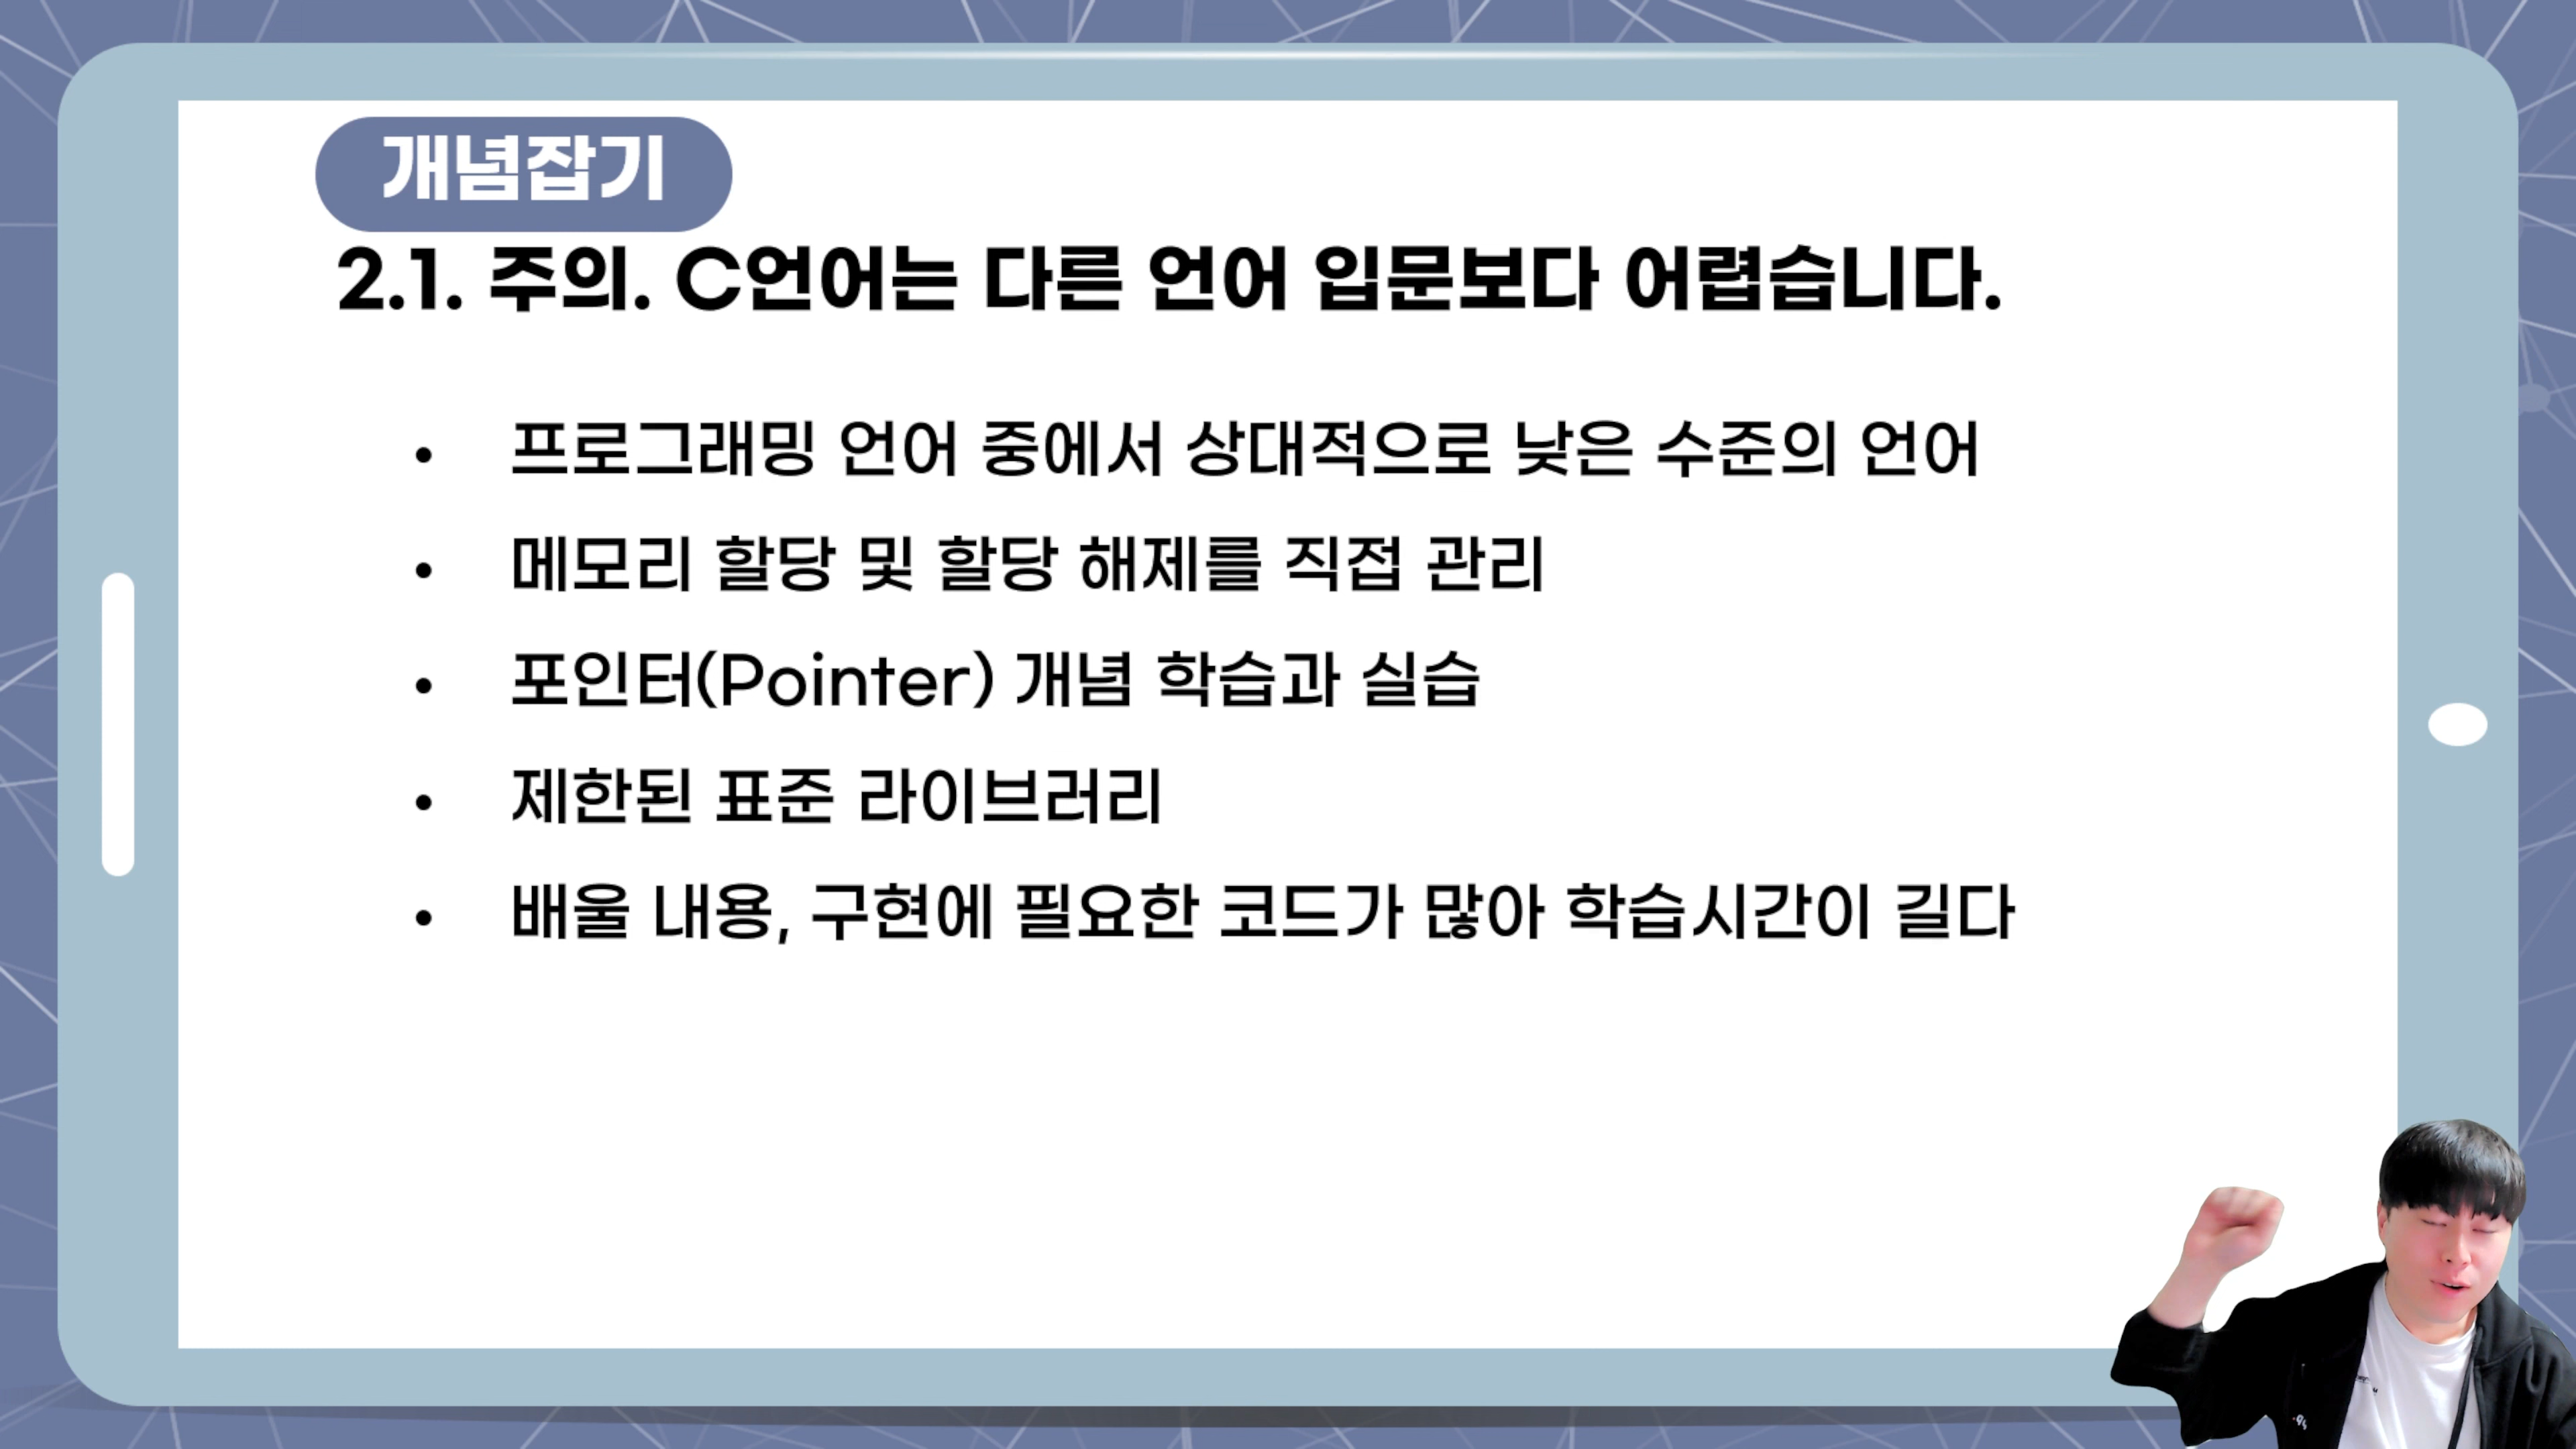 개념잡기
2.1. 주의. C언어는 다른 언어 입문보다 어렵습니다.
• 프로그래밍 언어 중에서 상대적으로 낮은 수준의 언어
• 메모리 할당 및 할당 해제를 직접 관리
• 포인터(Pointer) 개념 학습과 실습
• 제한된 표준 라이브러리
• 배울 내용, 구현에 필요한 코드가 많아 학습시간이 길다